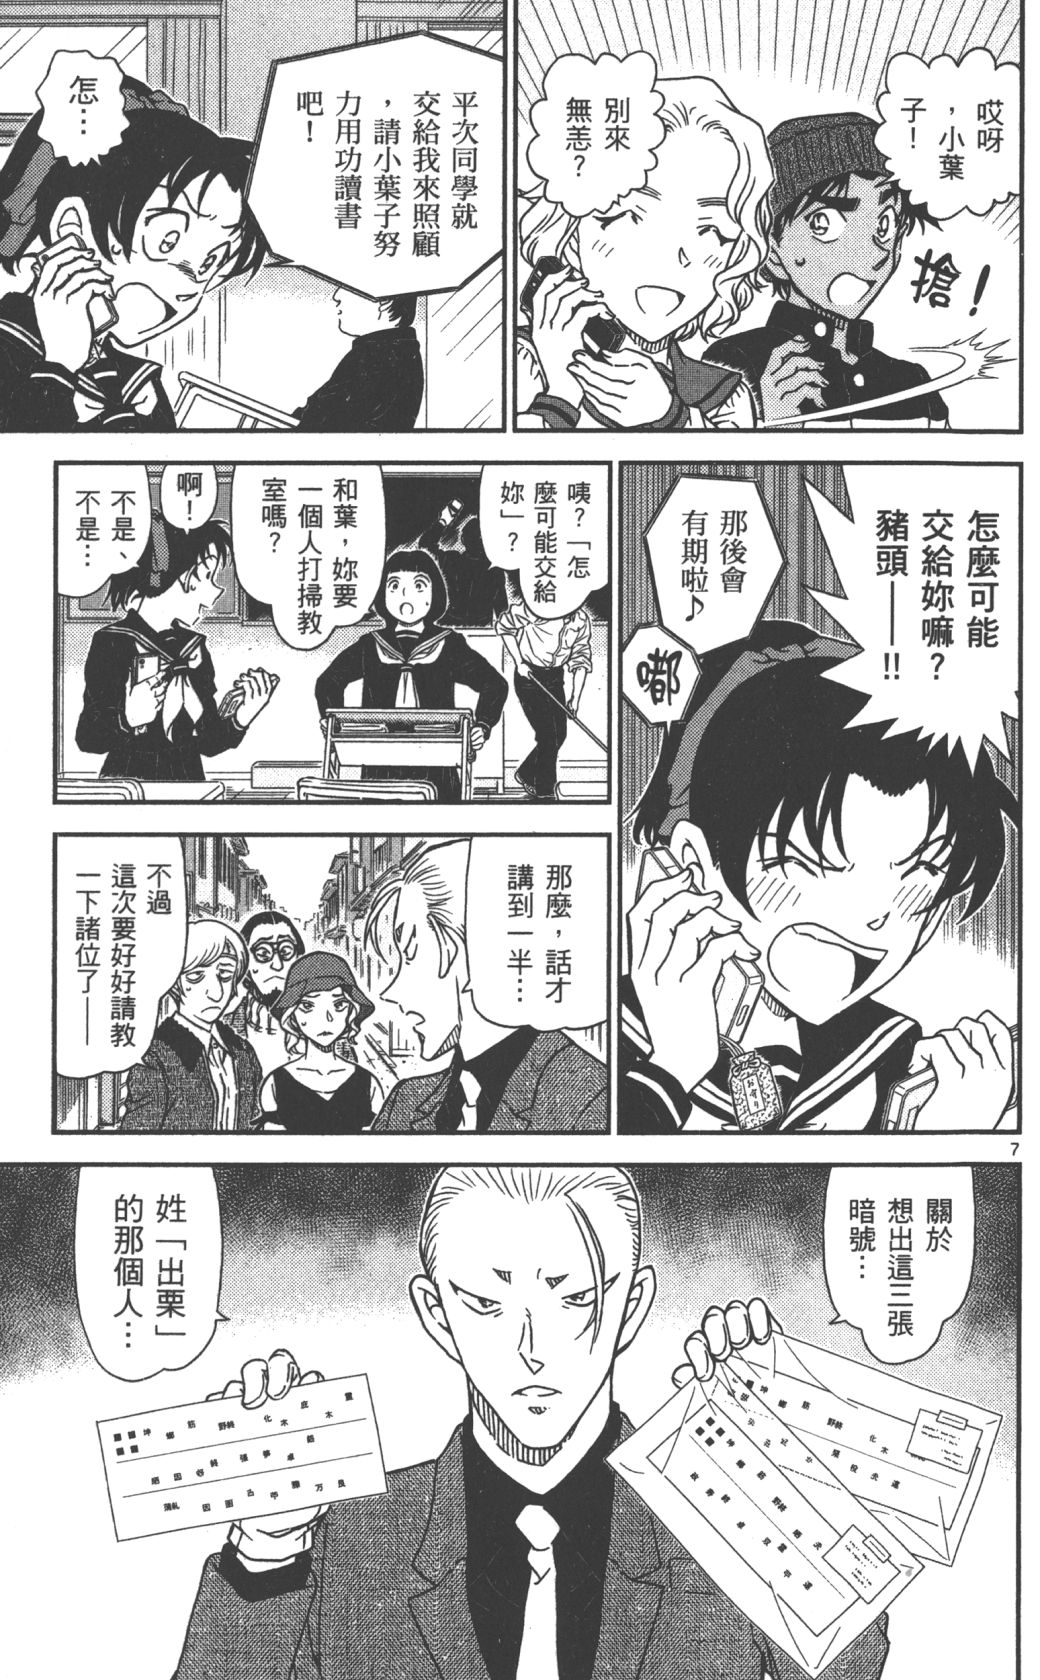 哎呀
，小葉
子！
別來
無恙？
搶！
平次同學就
交給我來照顧
，請小葉子努
力用功讀書
吧！
怎…
怎麼可能
交給妳嘛？
豬頭——!!
那後會
有期啦♪
嘟
おまもり
咦？「怎
麼可能交給
妳」？
和葉，妳要
一個人打掃教
室嗎？
啊！
不是、
不是…
那麼，話才
講到一半…
不過
這次要好好請教
一下諸位了——
7
關於
想出這三張
暗號…
姓「出栗」
的那個人…